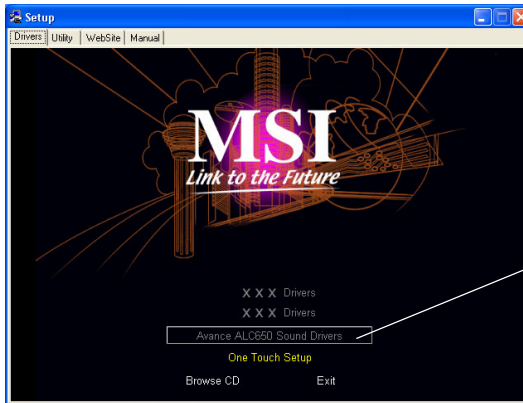 Setup
Drivers Utility WebSite Manual
MSI
Link to the Future
X X X Drivers
X X X Drivers
Avance ALC650 Sound Drivers
One Touch Setup
Browse CD Exit